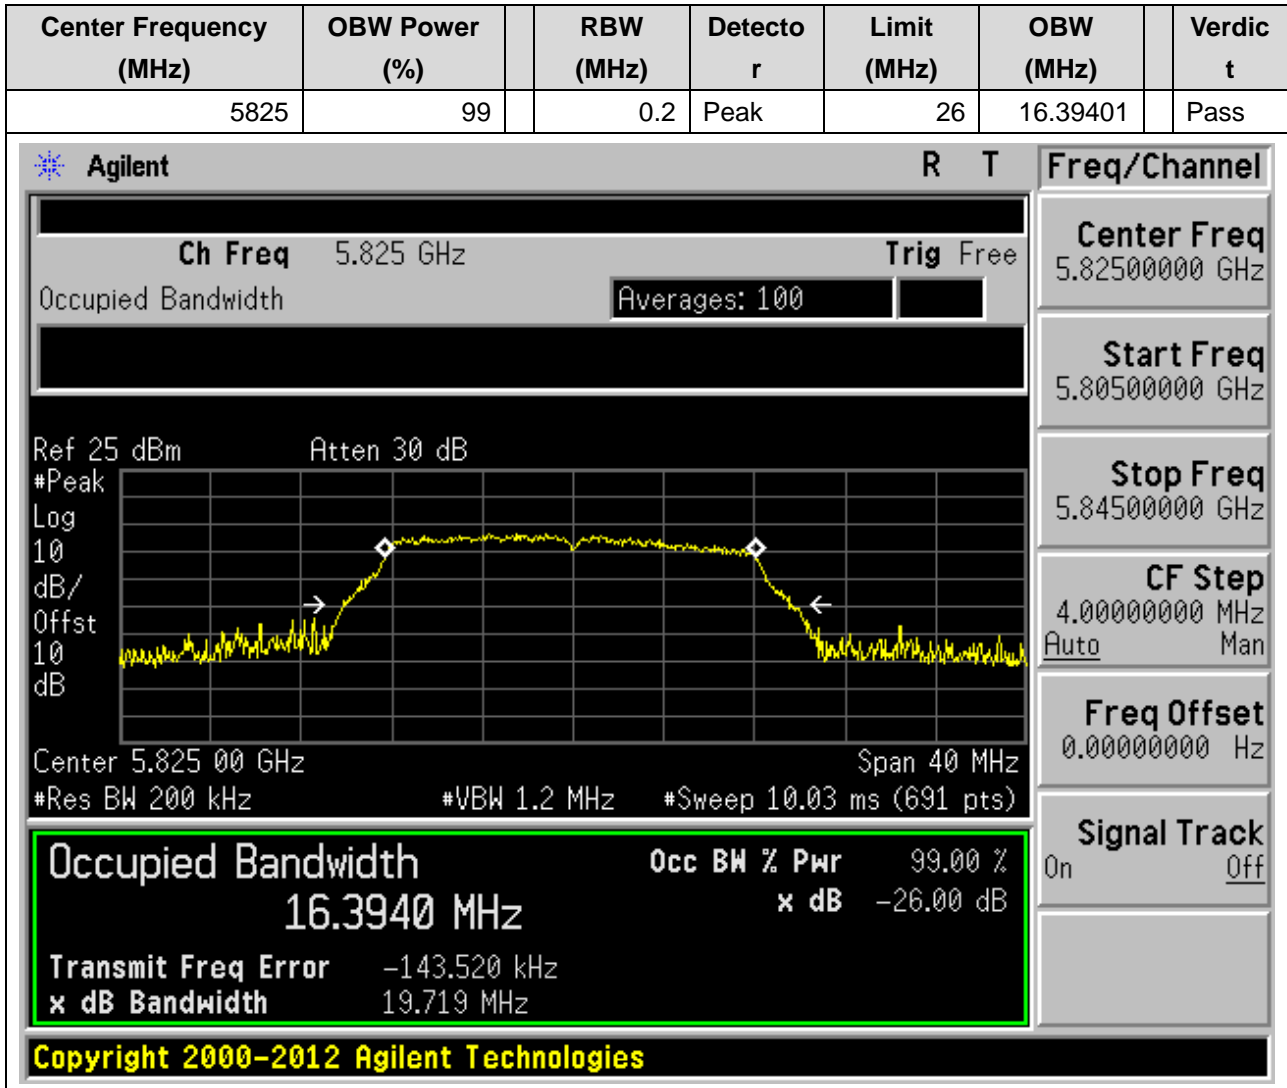 Center Frequency (MHz) OBW Power (%) RBW (MHz) Detecto r Limit (MHz) OBW (MHz) Verdic t
5825 99 0.2 Peak 26 16.39401 Pass
Agilent R T Freq/Channel
Ch Freq 5.825 GHz Trig Free
Occupied Bandwidth Averages: 100
Center Freq
5.82500000 GHz
Start Freq
5.80500000 GHz
Stop Freq
5.84500000 GHz
CF Step
4.00000000 MHz
Auto Man
Freq Offset
0.00000000 Hz
Signal Track
On Off
Ref 25 dBm Atten 30 dB
#Peak
Log
10
dB/
Offst
10
dB
Center 5.825 00 GHz Span 40 MHz
#Res BW 200 kHz #VBW 1.2 MHz #Sweep 10.03 ms (691 pts)
Occupied Bandwidth Occ BW % Pwr 99.00 %
16.3940 MHz x dB -26.00 dB
Transmit Freq Error -143.520 kHz
x dB Bandwidth 19.719 MHz
Copyright 2000-2012 Agilent Technologies